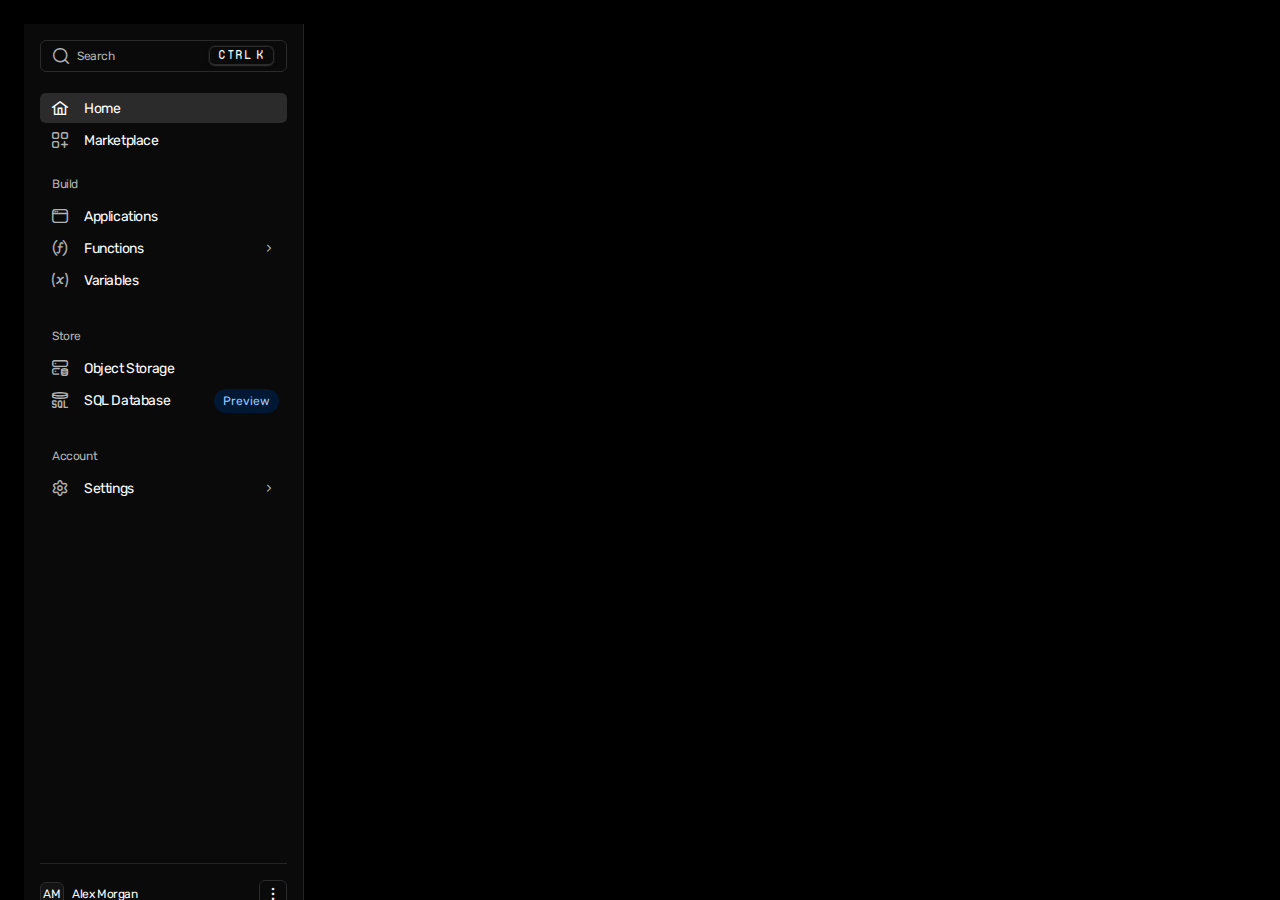 Search CTRL K
Home
Marketplace
Build
Applications
Functions
Variables
Store
Object Storage
SQL Database Preview
Account
Settings
AM Alex Morgan